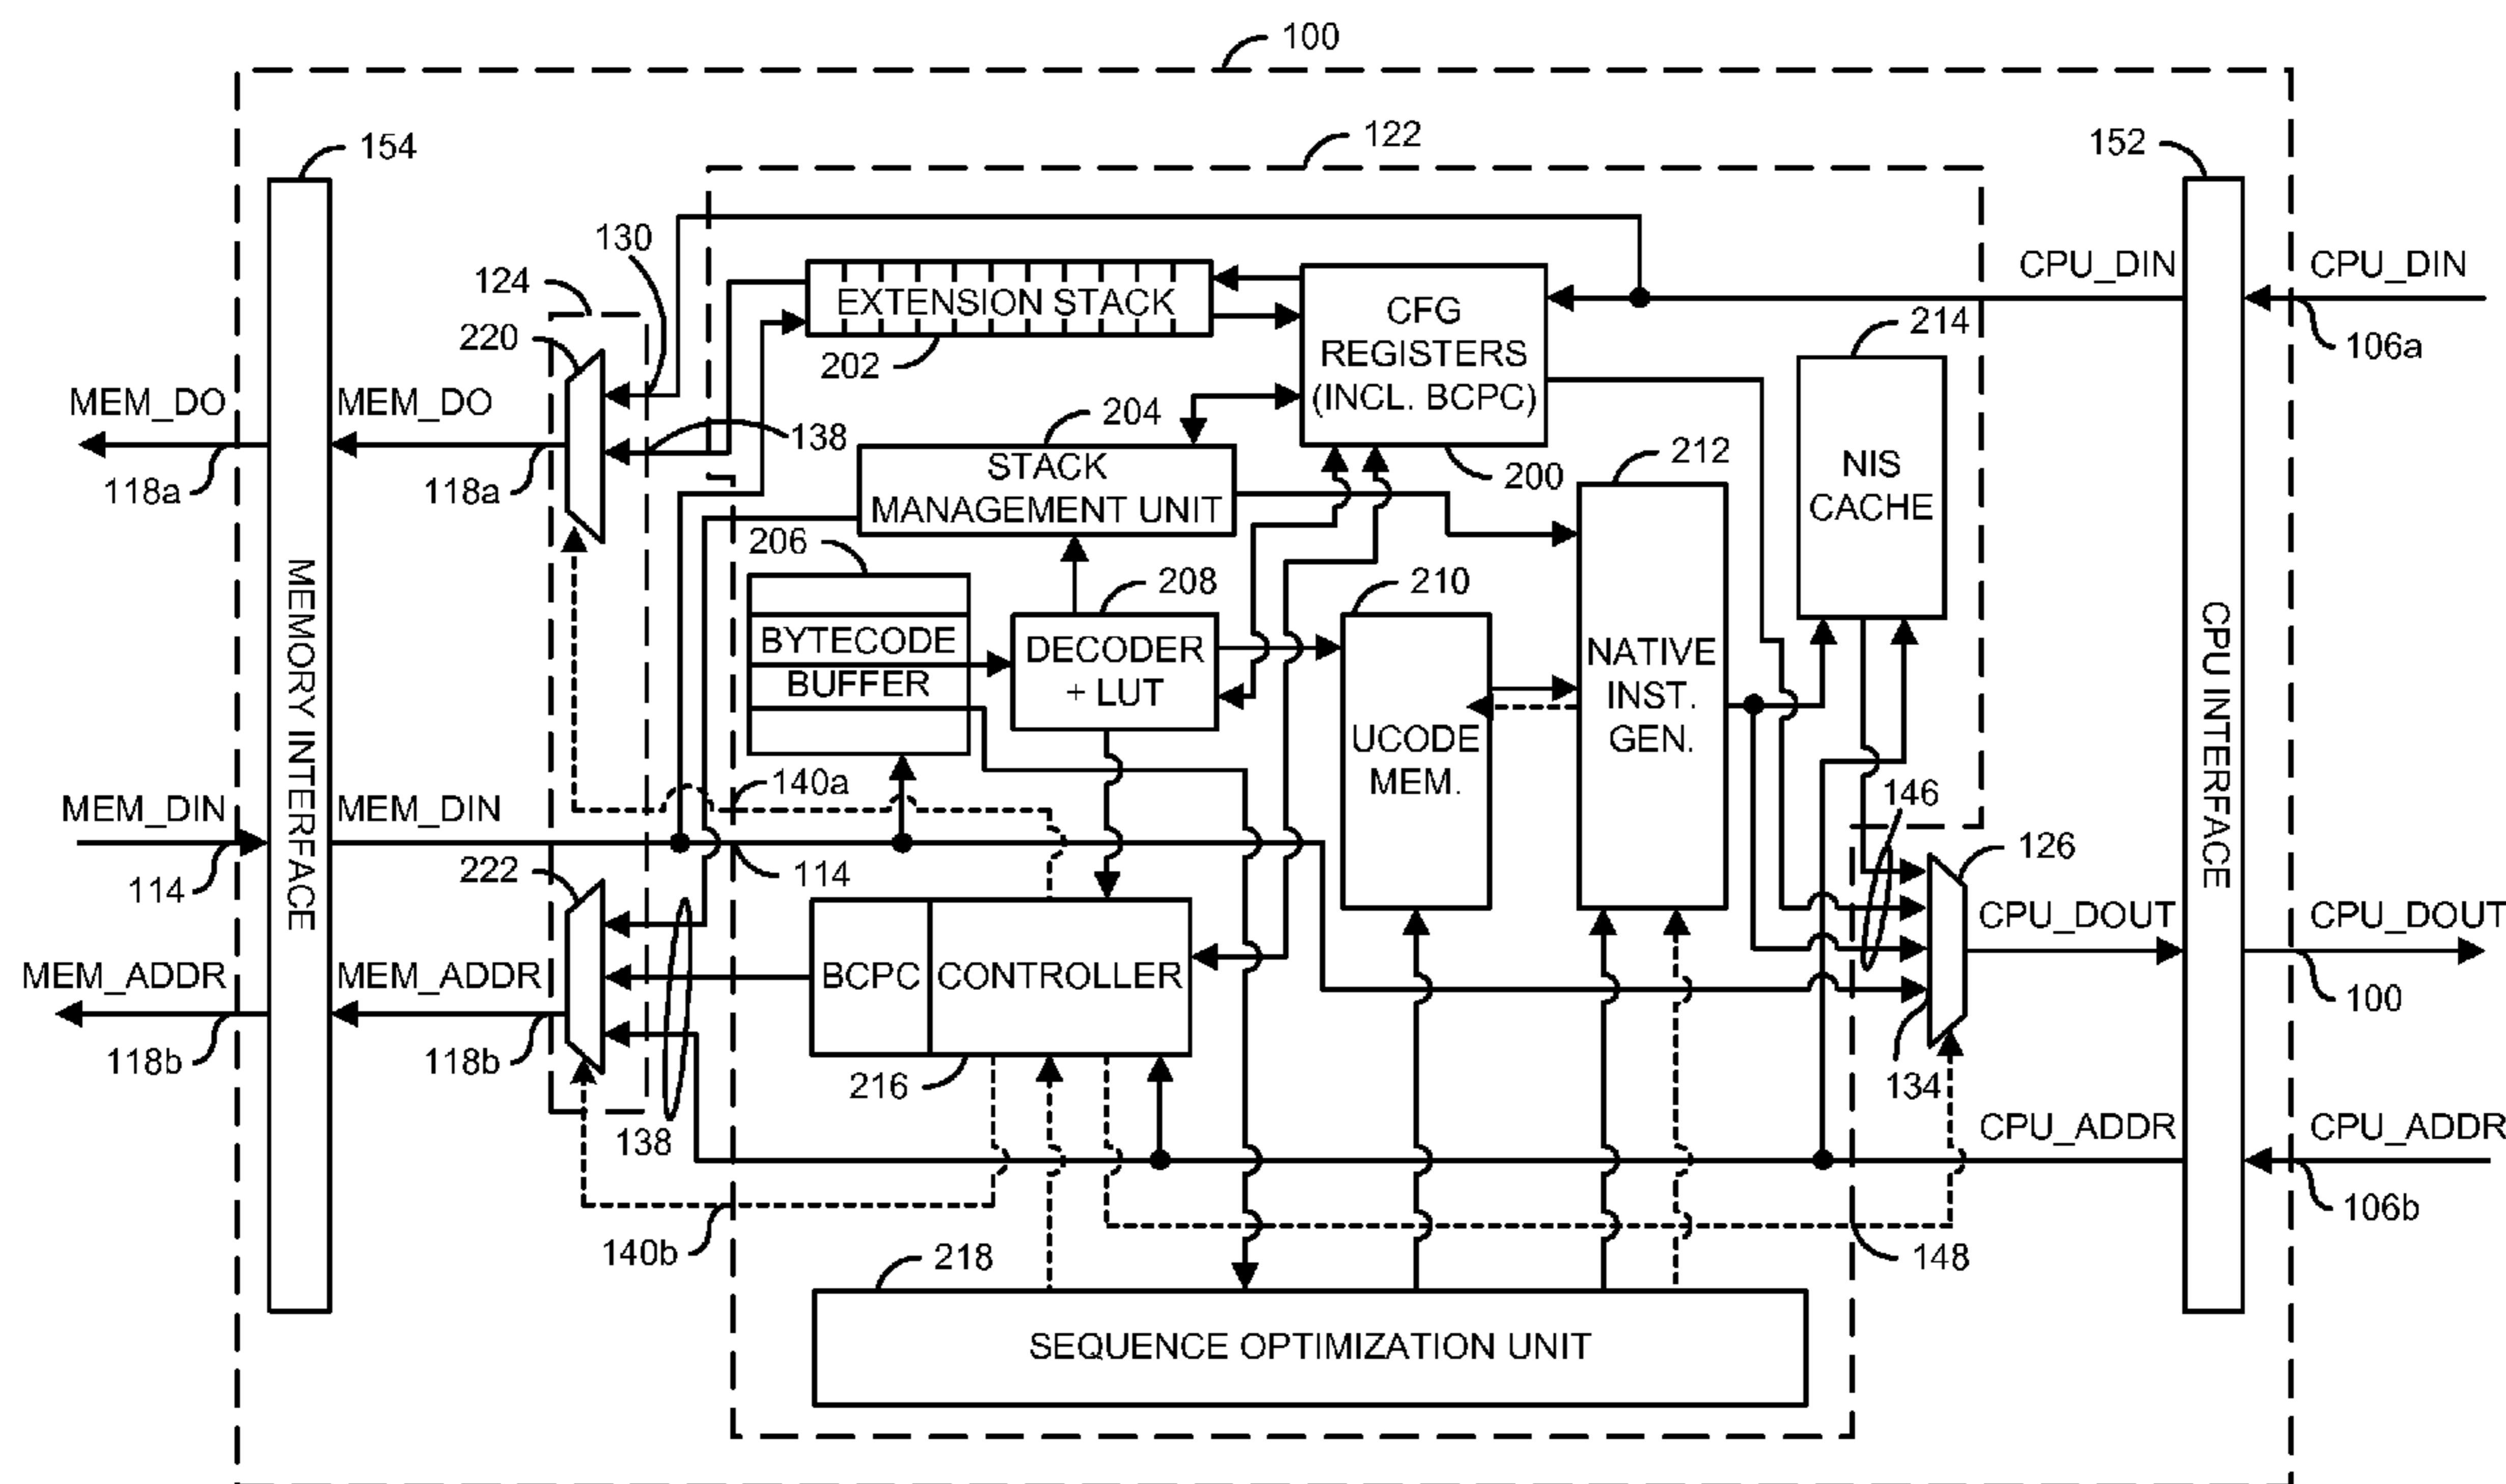 100
122
154
152
130
124
CPU_DIN
CPU_DIN
220
EXTENSION STACK
CFG
REGISTERS
(INCL. BCPC)
214
202
106a
MEM_DO
MEM_DO
204
138
212
NIS
CACHE
STACK
MANAGEMENT UNIT
200
118a
118a
206
208
210
MEMORY INTERFACE
CPU INTERFACE
BYTECODE
BUFFER
DECODER
+ LUT
NATIVE
INST.
GEN.
UCODE
MEM.
140a
146
MEM_DIN
MEM_DIN
126
222
114
114
CPU_DOUT
CPU_DOUT
MEM_ADDR
MEM_ADDR
BCPC
CONTROLLER
100
118b
118b
216
134
138
CPU_ADDR
CPU_ADDR
106b
140b
218
148
SEQUENCE OPTIMIZATION UNIT